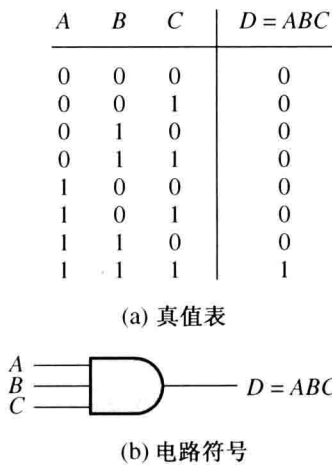 A B C D = ABC
0 0 0 0
0 0 1 0
0 1 0 0
0 1 1 0
1 0 0 0
1 0 1 0
1 1 0 0
1 1 1 1
(a) 真值表
A
B D = ABC
C
(b) 电路符号